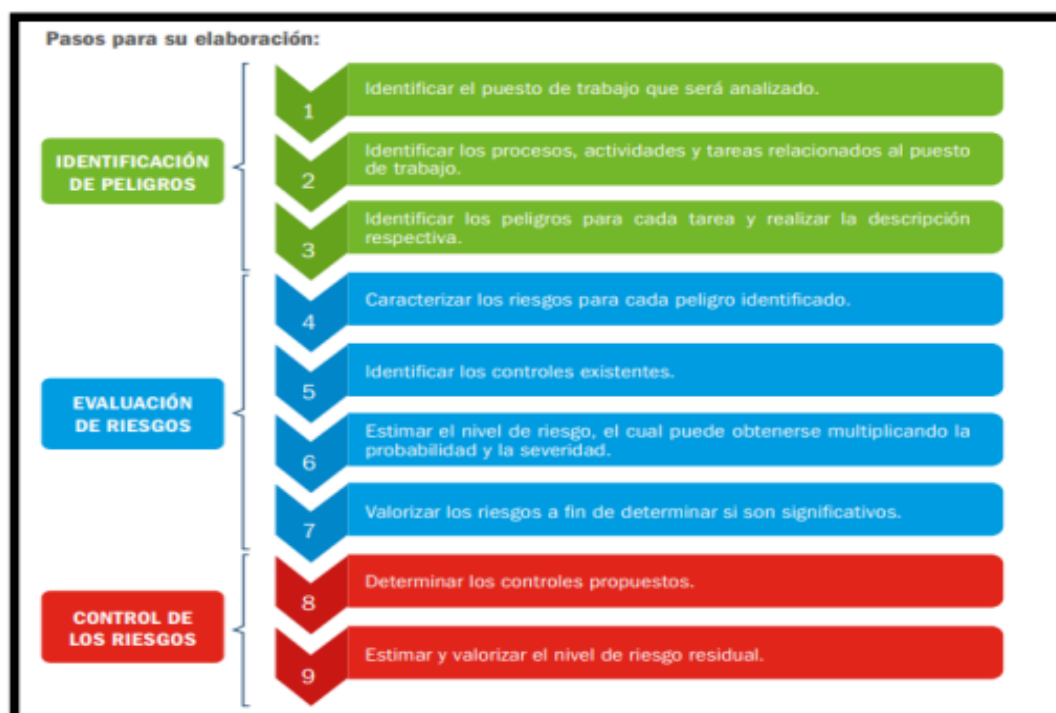 Pasos para su elaboración:
IDENTIFICACIÓN
DE PELIGROS
1
Identificar el puesto de trabajo que será analizado.
2
Identificar los procesos, actividades y tareas relacionados al puesto
de trabajo.
3
Identificar los peligros para cada tarea y realizar la descripción
respectiva.
EVALUACIÓN
DE RIESGOS
4
Caracterizar los riesgos para cada peligro identificado.
5
Identificar los controles existentes.
6
Estimar el nivel de riesgo, el cual puede obtenerse multiplicando la
probabilidad y la severidad.
7
Valorizar los riesgos a fin de determinar si son significativos.
CONTROL DE
LOS RIESGOS
8
Determinar los controles propuestos.
9
Estimar y valorizar el nivel de riesgo residual.